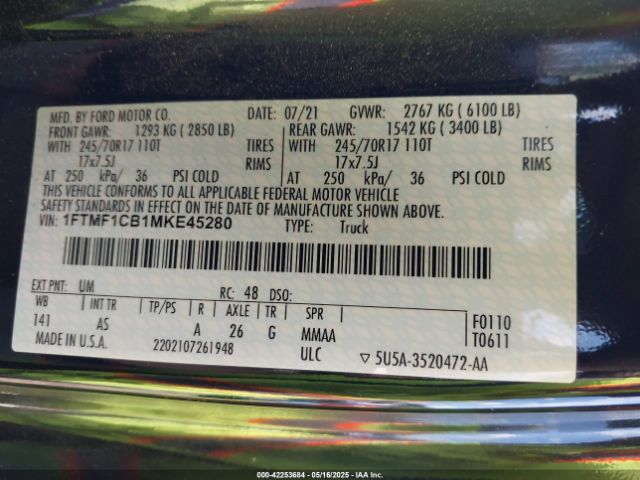 MFD. BY FORD MOTOR CO. DATE: 07/21 GVWR: 2767 KG ( 6100 LB)
FRONT GAWR: 1293 KG ( 2850 LB) REAR GAWR: 1542 KG ( 3400 LB)
WITH 245/70R17 110T TIRES WITH 245/70R17 110T TIRES
17x7.5J RIMS 17x7.5J RIMS
AT 250 kPa/ 36 PSI COLD AT 250 kPa/ 36 PSI COLD
THIS VEHICLE CONFORMS TO ALL APPLICABLE FEDERAL MOTOR VEHICLE
SAFETY STANDARDS IN EFFECT ON THE DATE OF MANUFACTURE SHOWN ABOVE.
VIN: 1FTMF1CB1MKE45280 TYPE: Truck
EXT PNT: UM RC: 48 DSO:
WB INT TR TP/PS R AXLE TR SPR F0110
141 AS A 26 G MMAA T0611
MADE IN U.S.A. 2202107261948 ULC ▽ 5U5A-3520472-AA
000-42253684 - 05/16/2025 - IAA Inc.